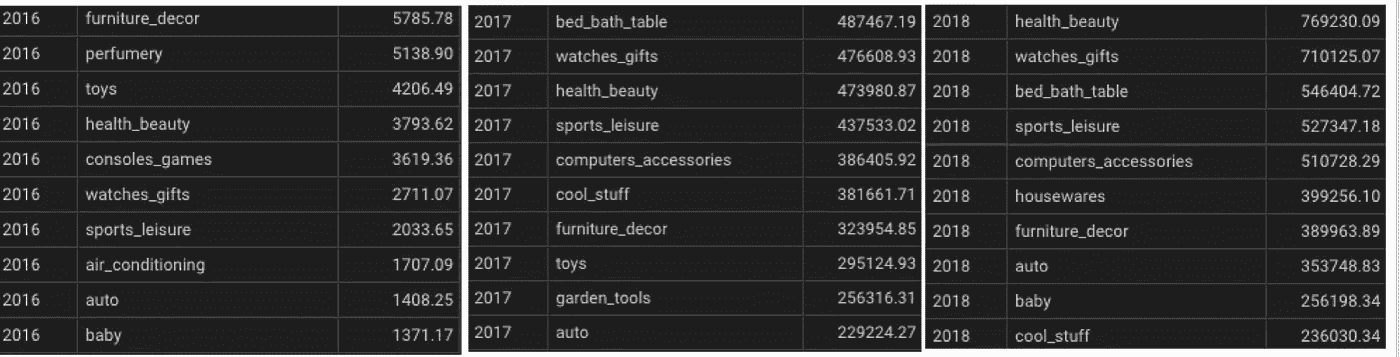 2016 furniture_decor 5785.78
2016 perfumery 5138.90
2016 toys 4206.49
2016 health_beauty 3793.62
2016 consoles_games 3619.36
2016 watches_gifts 2711.07
2016 sports_leisure 2033.65
2016 air_conditioning 1707.09
2016 auto 1408.25
2016 baby 1371.17
2017 bed_bath_table 487467.19
2017 watches_gifts 476608.93
2017 health_beauty 473980.87
2017 sports_leisure 437533.02
2017 computers_accessories 386405.92
2017 cool_stuff 381661.71
2017 furniture_decor 323954.85
2017 toys 295124.93
2017 garden_tools 256316.31
2017 auto 229224.27
2018 health_beauty 769230.09
2018 watches_gifts 710125.07
2018 bed_bath_table 546404.72
2018 sports_leisure 527347.18
2018 computers_accessories 510728.29
2018 housewares 399256.10
2018 furniture_decor 389963.89
2018 auto 353748.83
2018 baby 256198.34
2018 cool_stuff 236030.34